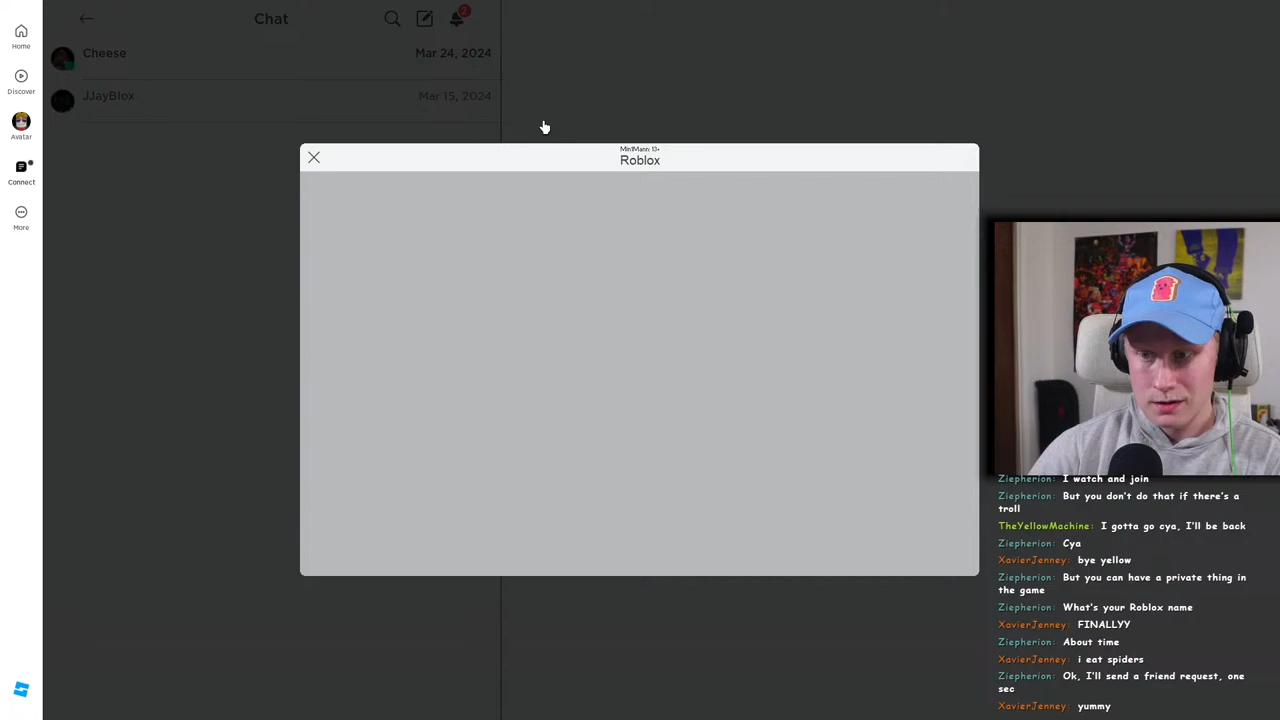 Home
Discover
Avatar
Connect
More
Chat
2
Cheese
Mar 24, 2024
JJayBlox
Mar 15, 2024
Min1Mann: 13+
Roblox
Ziepherion: I watch and join
Ziepherion: But you don't do that if there's a
troll
TheYellowMachine: I gotta go cya, I'll be back
Ziepherion: Cya
XavierJenney: bye yellow
Ziepherion: But you can have a private thing in
the game
Ziepherion: What's your Roblox name
XavierJenney: FINALLYY
Ziepherion: About time
XavierJenney: i eat spiders
Ziepherion: Ok, I'll send a friend request, one
sec
XavierJenney: yummy